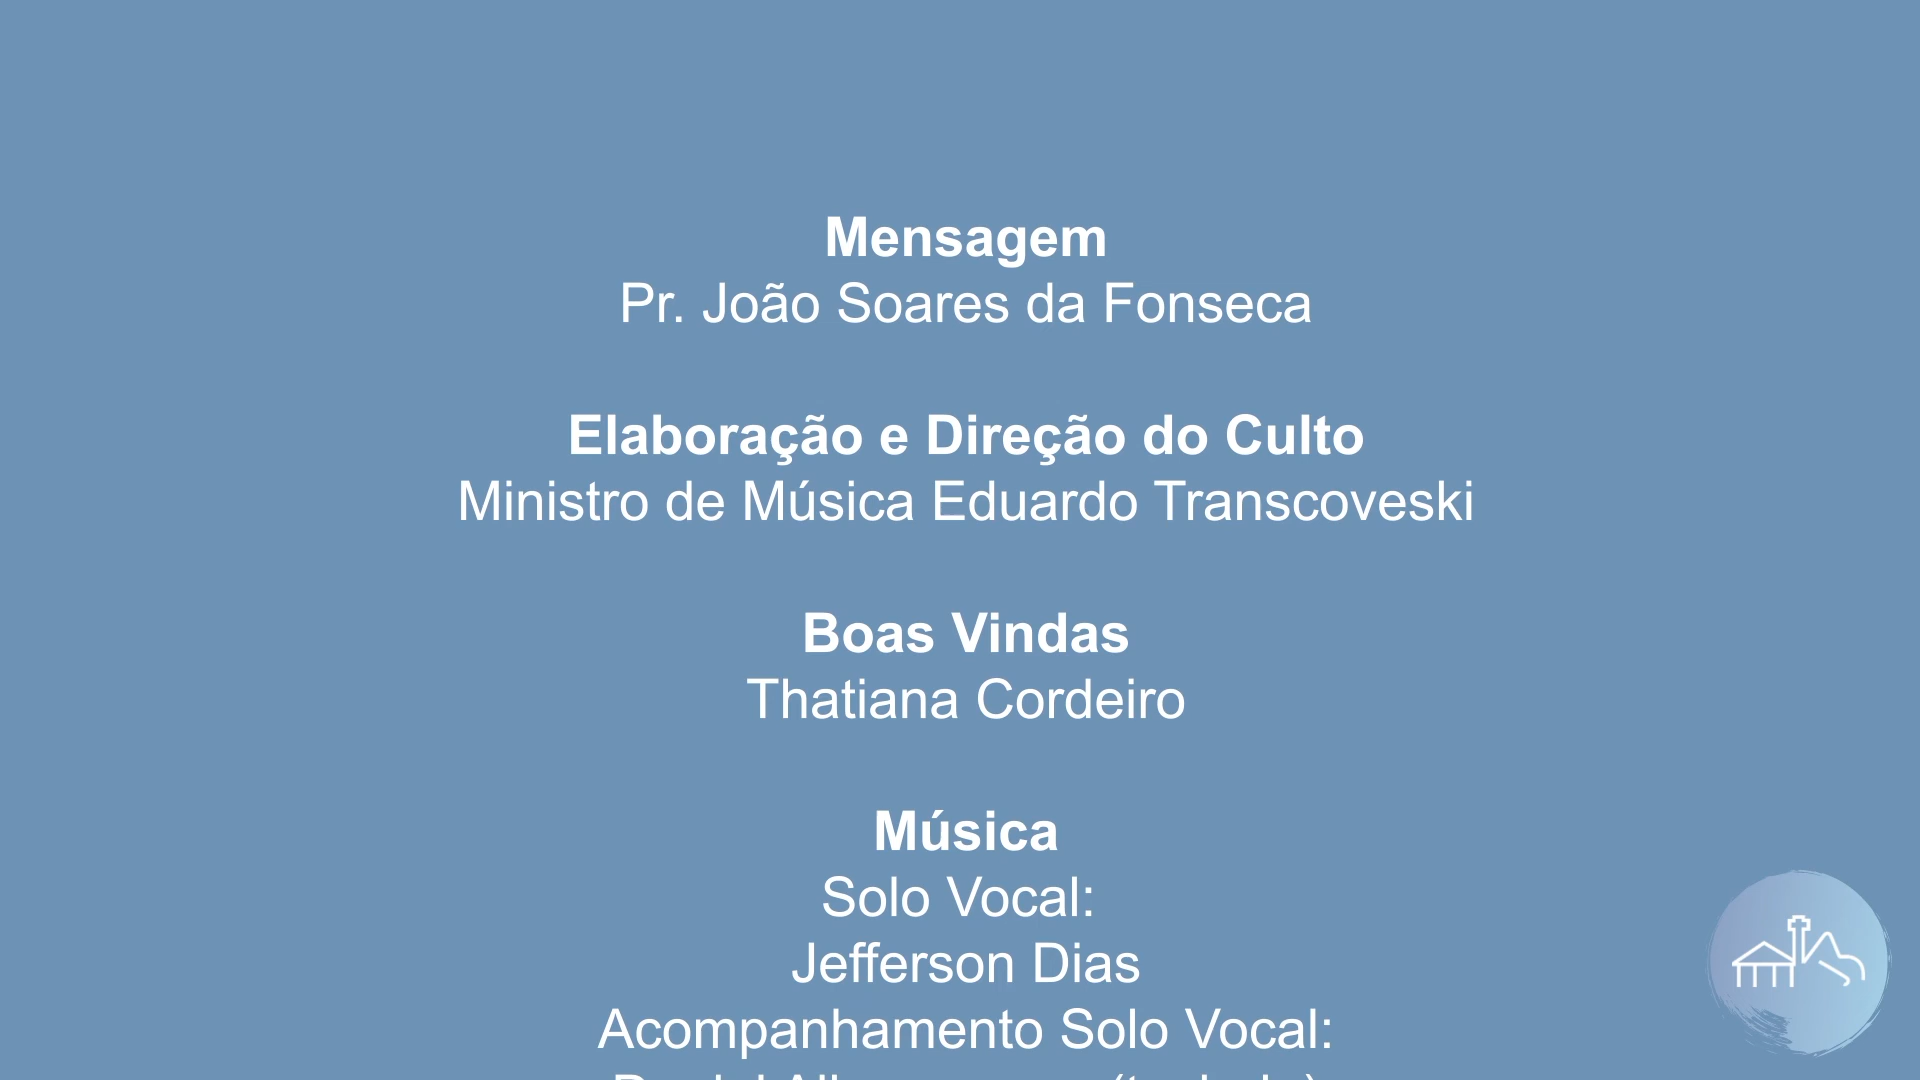 Mensagem
Pr. João Soares da Fonseca
Elaboração e Direção do Culto
Ministro de Música Eduardo Transcoveski
Boas Vindas
Thatiana Cordeiro
Música
Solo Vocal:
Jefferson Dias
Acompanhamento Solo Vocal: